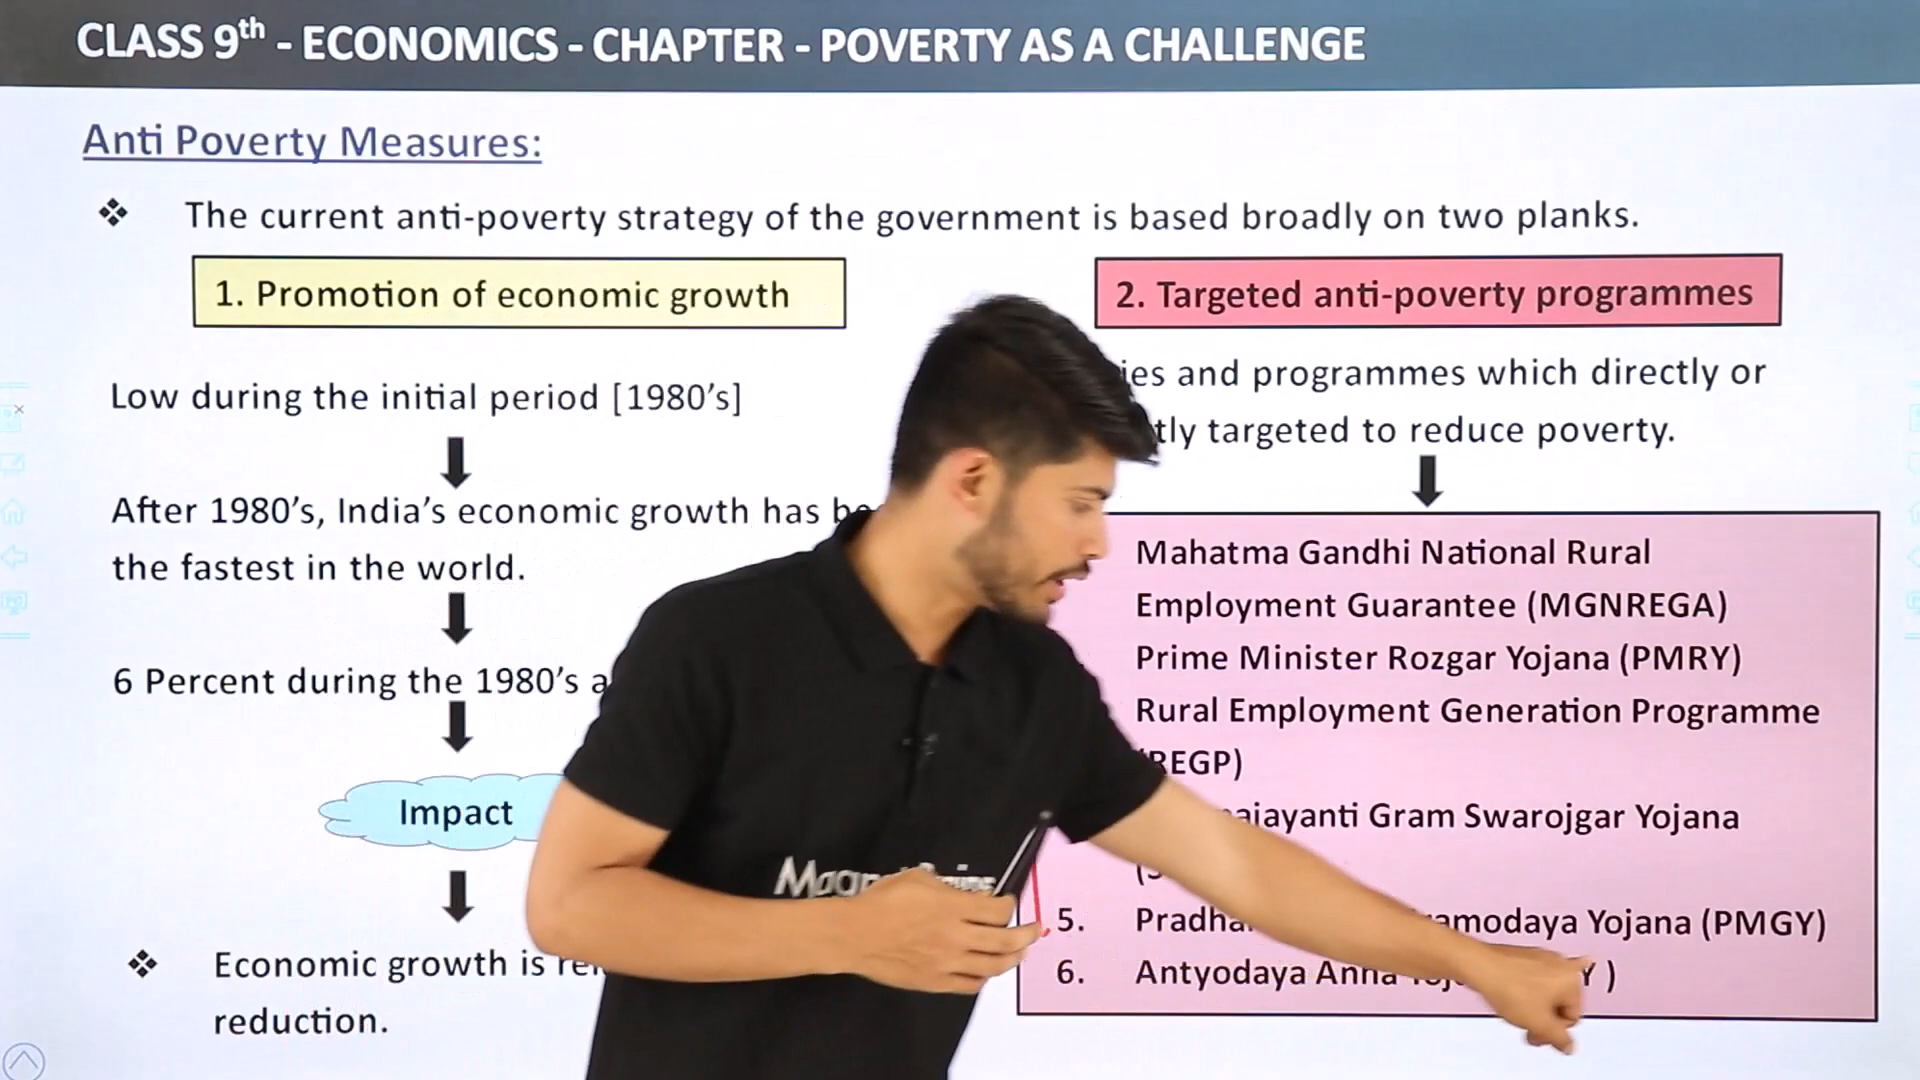 CLASS 9th - ECONOMICS - CHAPTER - POVERTY AS A CHALLENGE
Anti Poverty Measures:
❖ The current anti-poverty strategy of the government is based broadly on two planks.
1. Promotion of economic growth
Low during the initial period [1980's]
After 1980's, India's economic growth has
the fastest in the world.
6 Percent during the 1980's
Impact
❖ Economic growth is
reduction.
2. Targeted anti-poverty programmes
and programmes which directly or
targeted to reduce poverty.
Mahatma Gandhi National Rural
Employment Guarantee (MGNREGA)
Prime Minister Rozgar Yojana (PMRY)
Rural Employment Generation Programme
REGP)
Gram Swarojgar Yojana
5. Yojana (PMGY)
6. Antyodaya Anna